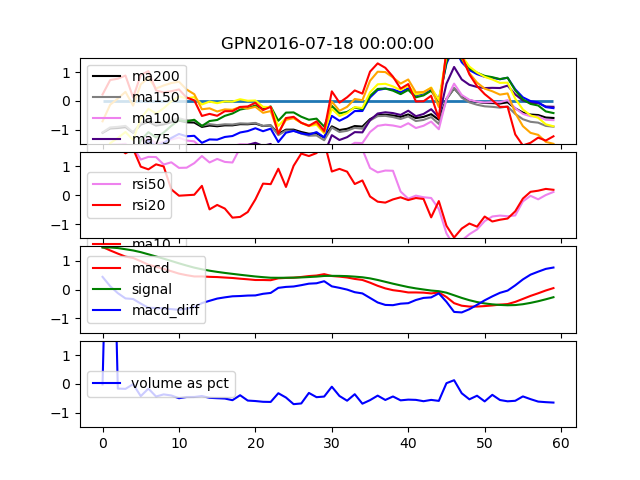 GPN2016-07-18 00:00:00
1
0
−1
ma200
ma150
ma100
ma75
1
0
−1
rsi50
rsi20
ma10
1
0
−1
macd
signal
macd_diff
1
0
−1
volume as pct
0 10 20 30 40 50 60